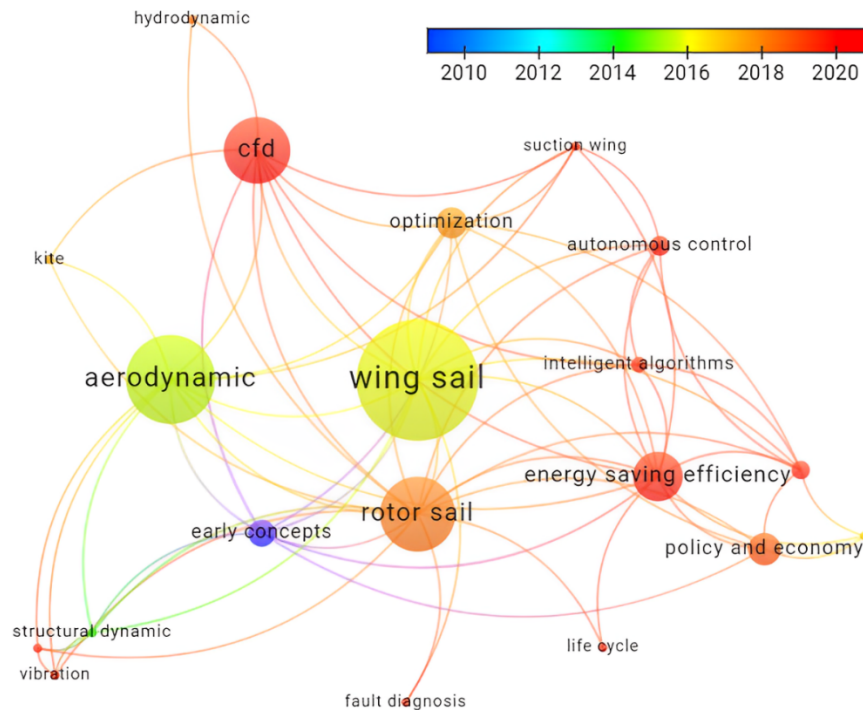 hydrodynamic
2010 2012 2014 2016 2018 2020
cfd
suction wing
optimization
autonomous control
kite
aerodynamic
wing sail
intelligent algorithms
energy saving efficiency
rotor sail
early concepts
policy and economy
structural dynamic
life cycle
vibration
fault diagnosis